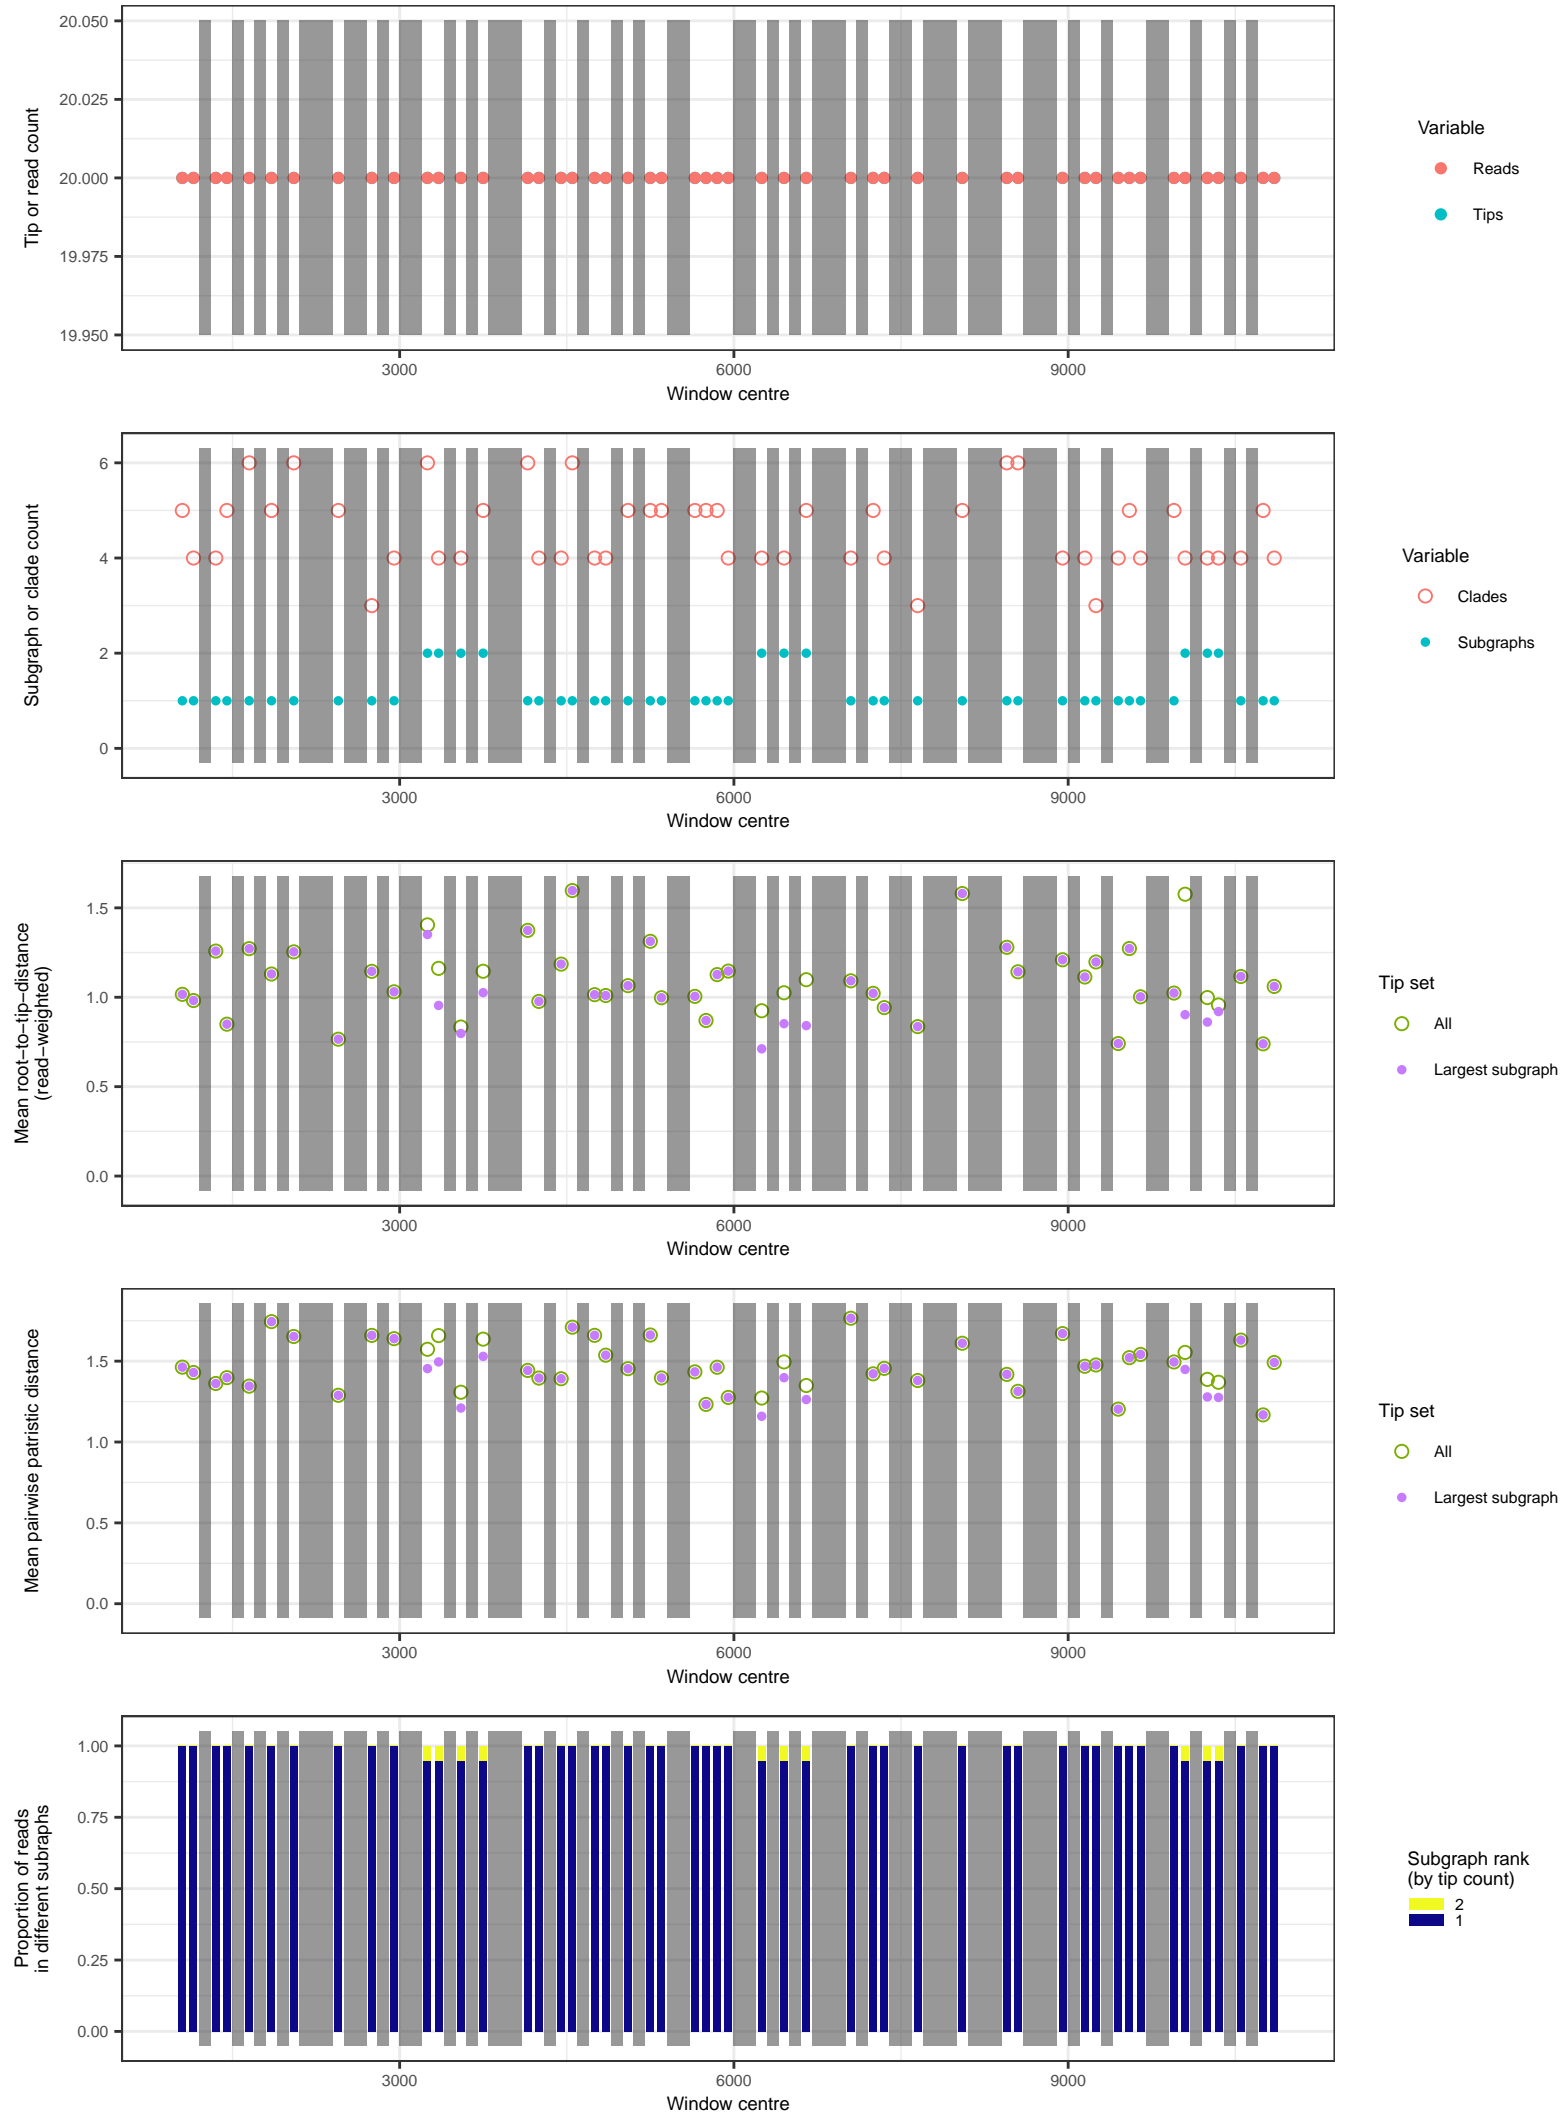 20.050
20.025
20.000
19.975
19.950
Tip or read count
3000
6000
9000
Window centre
Variable
Reads
Tips
6
4
2
0
Subgraph or clade count
3000
6000
9000
Window centre
Variable
Clades
Subgraphs
1.5
1.0
0.5
0.0
Mean root−to−tip−distance
(read−weighted)
3000
6000
9000
Window centre
Tip set
All
Largest subgraph
1.5
1.0
0.5
0.0
Mean pairwise patristic distance
3000
6000
9000
Window centre
Tip set
All
Largest subgraph
1.00
0.75
0.50
0.25
0.00
Proportion of reads
in different subraphs
3000
6000
9000
Window centre
Subgraph rank
(by tip count)
2
1